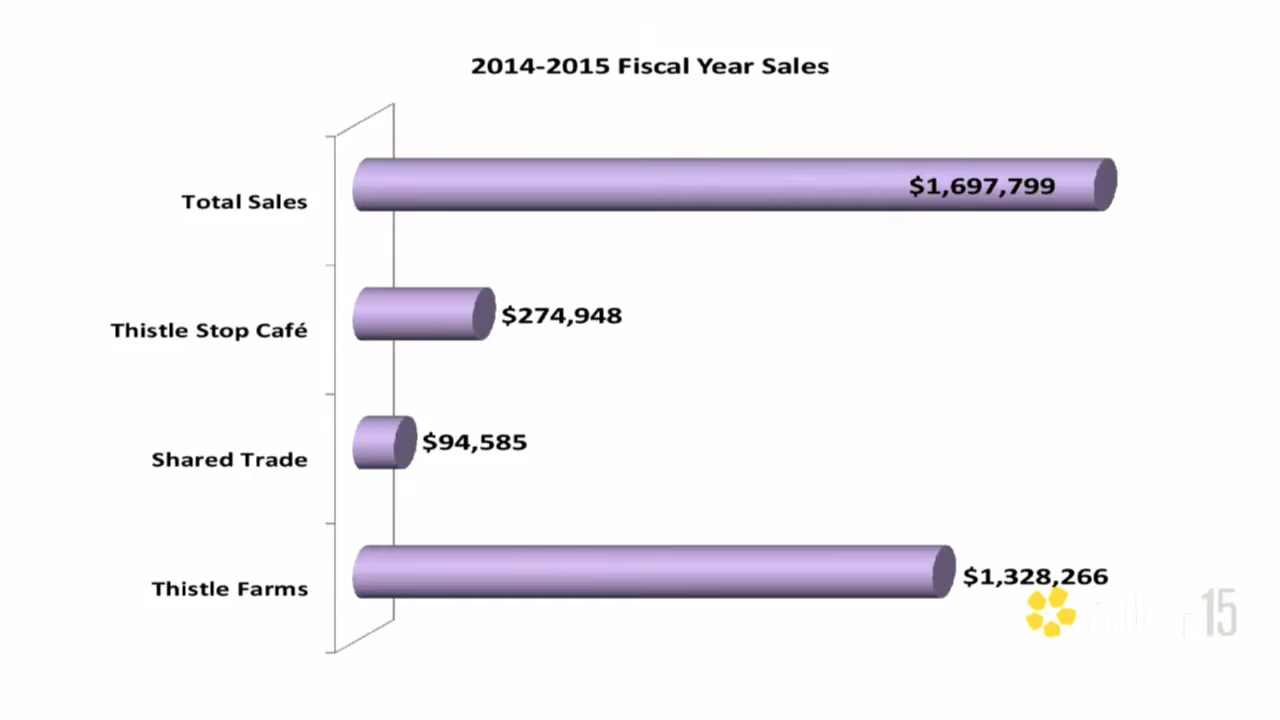 2014-2015 Fiscal Year Sales
Total Sales
$1,697,799
Thistle Stop Café
$274,948
Shared Trade
$94,585
Thistle Farms
$1,328,266
15